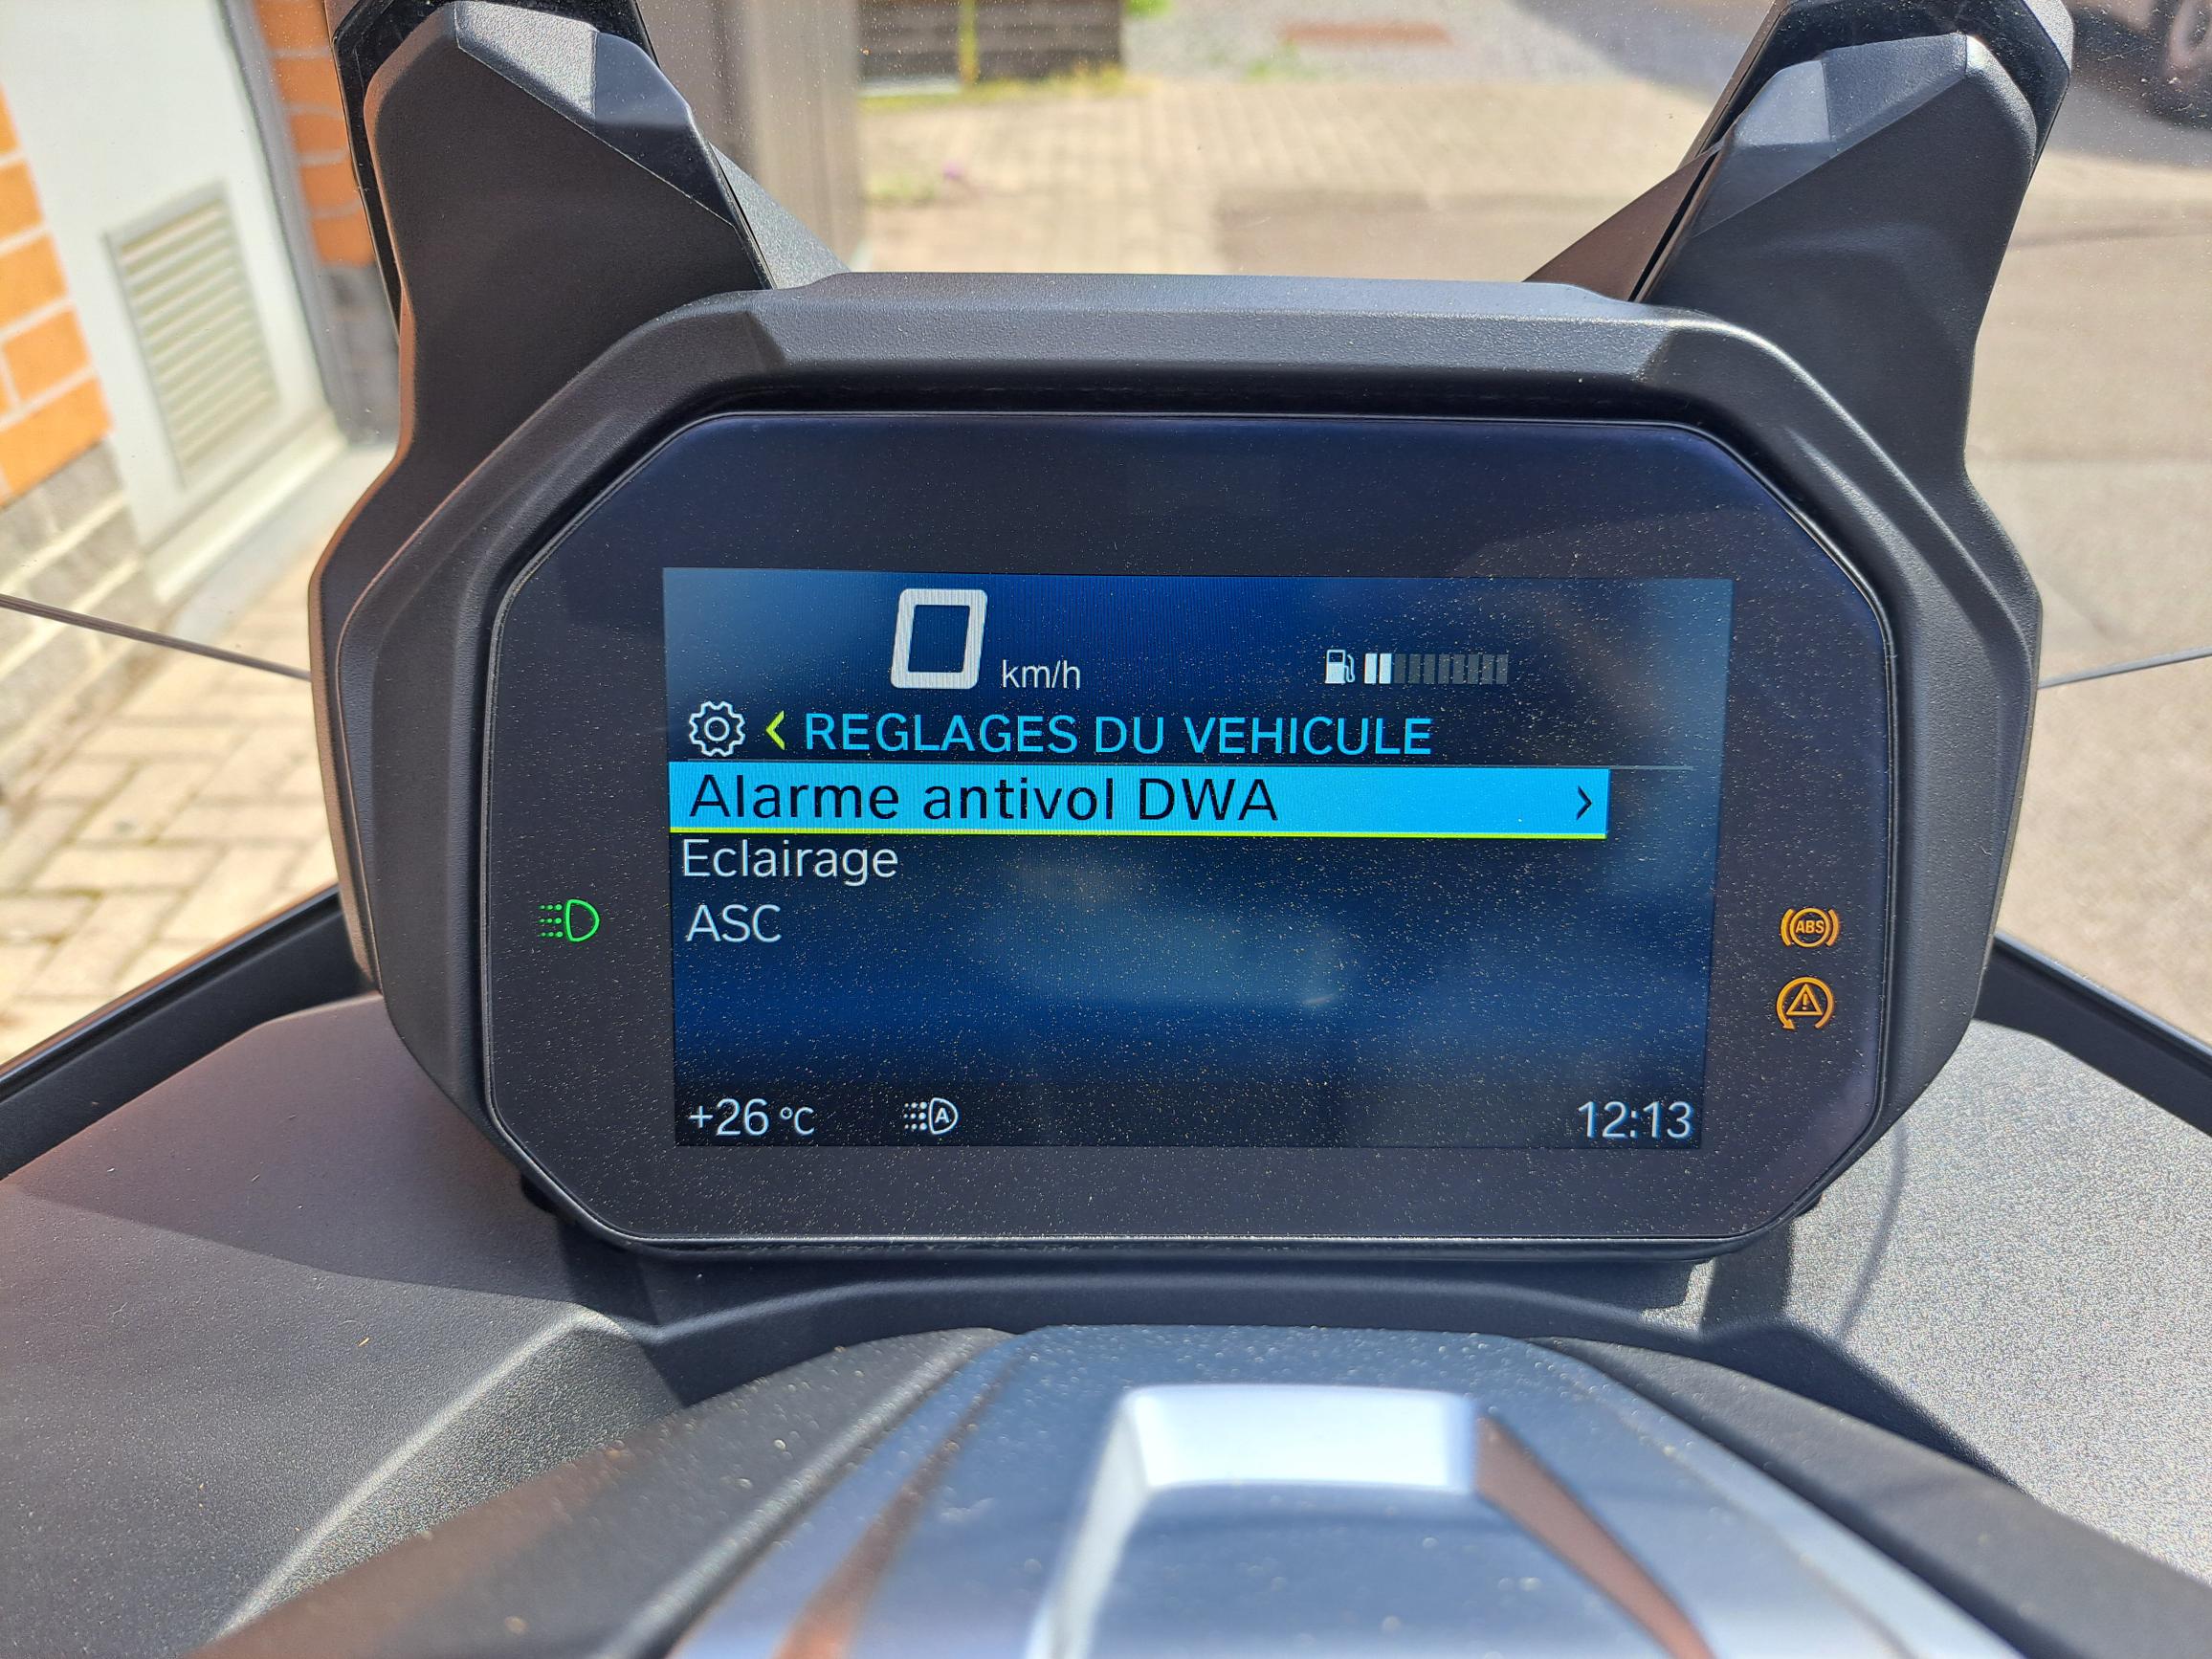 0 km/h
REGLAGES DU VEHICULE
Alarme antivol DWA
Eclairage
ASC
ABS
+26 °C A 12:13